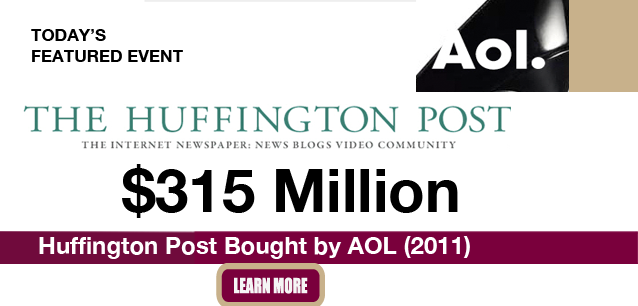 TODAY’S
FEATURED EVENT
Aol.
THE HUFFINGTON POST
THE INTERNET NEWSPAPER: NEWS BLOGS VIDEO COMMUNITY
$315 Million
Huffington Post Bought by AOL (2011)
LEARN MORE